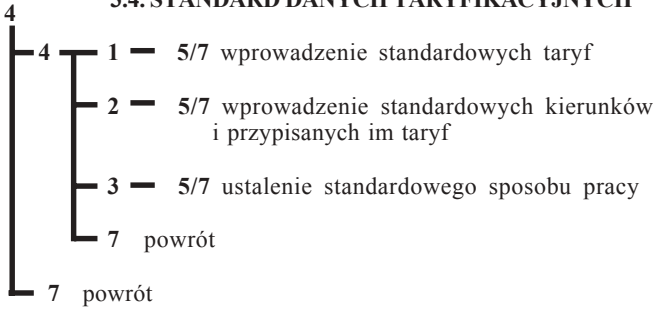 3.4. STANDARD DANYCH TARYFIKACYJNYCH
4
4 1 5/7 wprowadzenie standardowych taryf
2 5/7 wprowadzenie standardowych kierunków
i przypisanych im taryf
3 5/7 ustalenie standardowego sposobu pracy
7 powrót
7 powrót